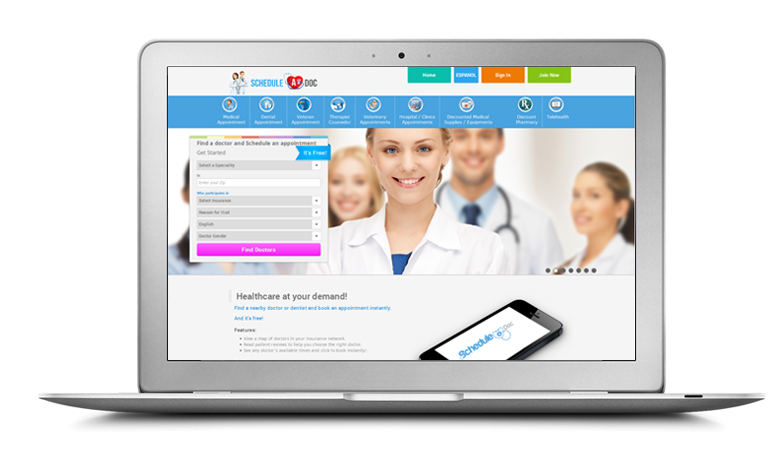 SCHEDULE A DOC
Home
ESPANOL
Sign In
Join Now
Medical
Appointment
Dental
Appointment
Veteran
Appointment
Therapist
Counselor
Veterinary
Appointments
Hospital / Clinics
Appointments
Discounted Medical
Supplies / Equipments
Discount
Pharmacy
Telehealth
Find a doctor and Schedule an appointment
Get Started
It's Free!
Select a Speciality
in
Enter your Zip
Who participates in
Select Insurance
Reason for Visit
English
Doctor Gender
Find Doctors
Healthcare at your demand!
Find a nearby doctor or dentist and book an appointment instantly.
And it's free!
Features:
View a map of doctors in your insurance network.
Read patient reviews to help you choose the right doctor.
See any doctor's available times and click to book instantly!
Schedule a Doc